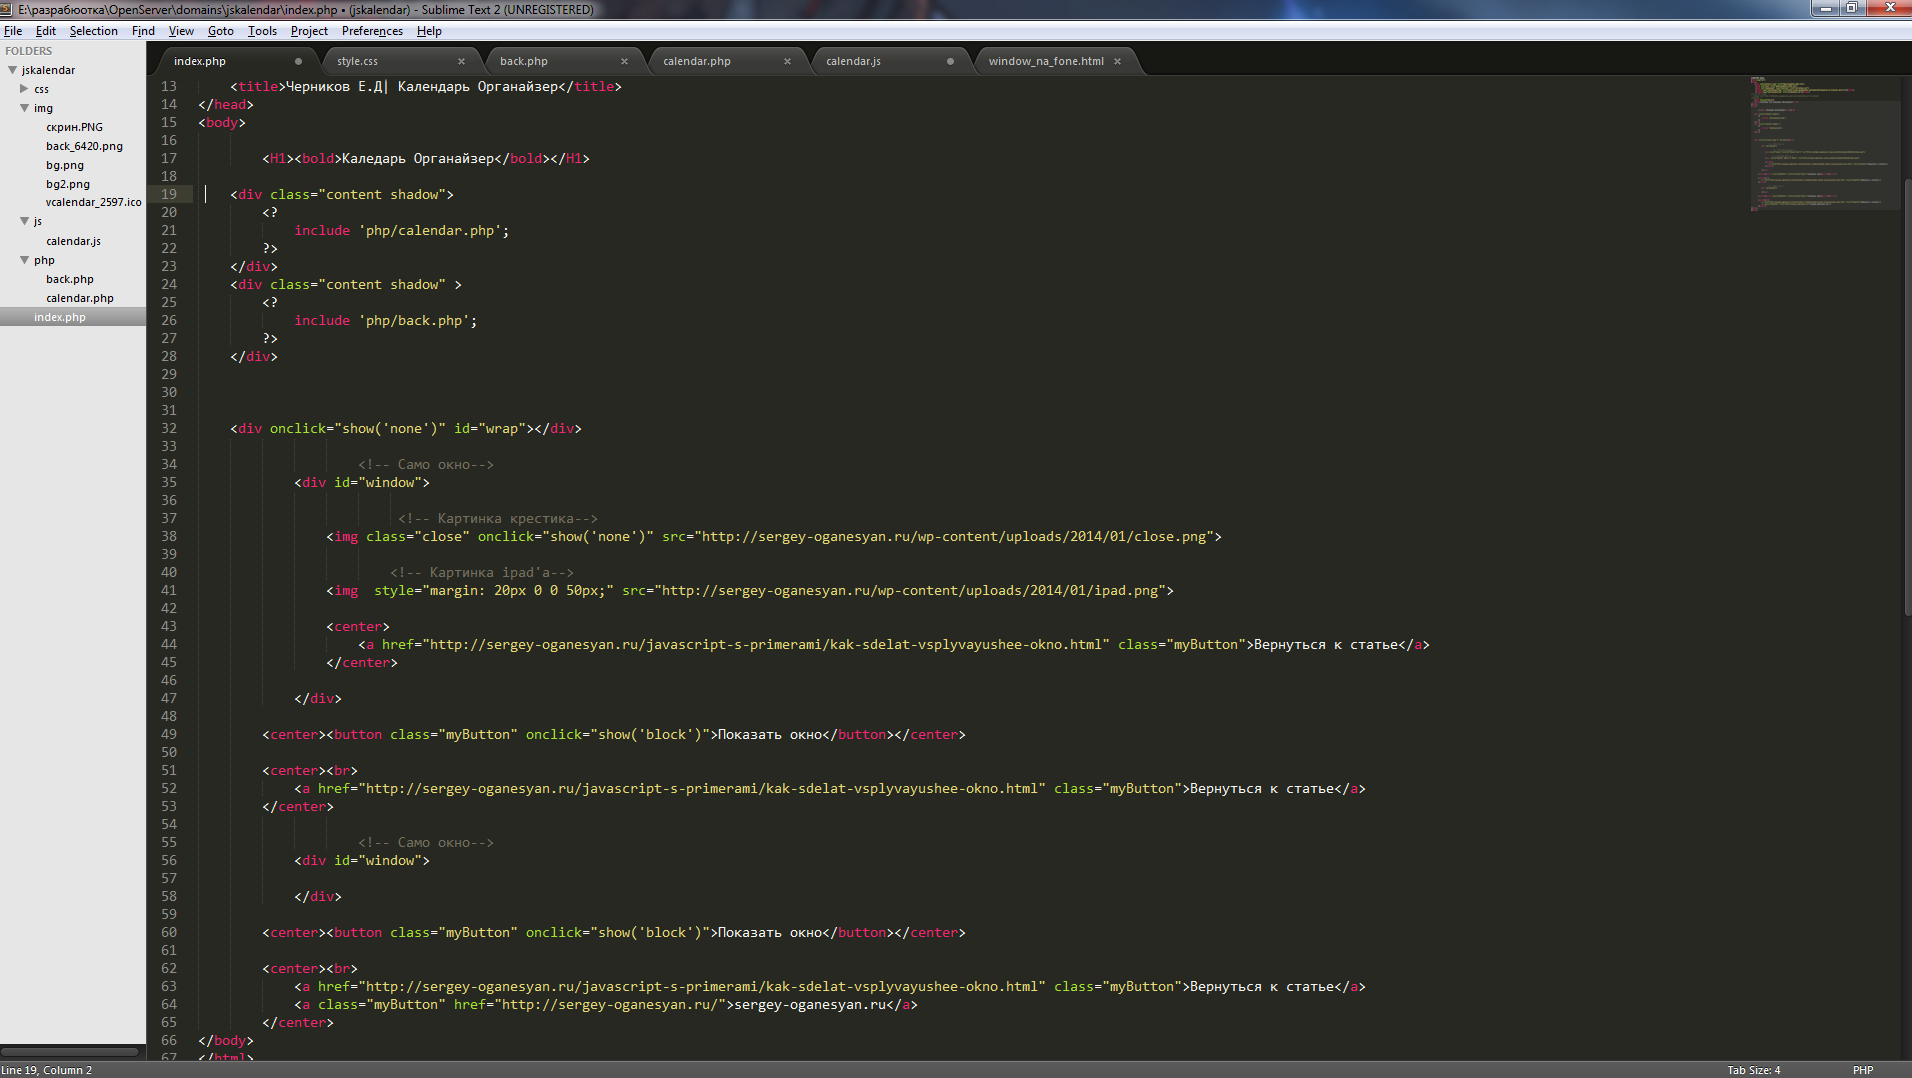 E:\разрабюотка\OpenServer\domains\jskalendar\index.php • (jskalendar) - Sublime Text 2 (UNREGISTERED)
File Edit Selection Find View Goto Tools Project Preferences Help
FOLDERS
jskalendar
css
img
скрин.PNG
back_6420.png
bg.png
bg2.png
vcalendar_2597.ico
js
calendar.js
php
back.php
calendar.php
index.php
index.php style.css back.php calendar.php calendar.js window_na_fone.html
13 <title>Черников Е.Д| Календарь Органайзер</title>
14 </head>
15 <body>
16
17 <H1><bold>Каледарь Органайзер</bold></H1>
18
19 <div class="content shadow">
20 <?
21 include 'php/calendar.php';
22 ?>
23 </div>
24 <div class="content shadow" >
25 <?
26 include 'php/back.php';
27 ?>
28 </div>
29
30
31
32 <div onclick="show('none')" id="wrap"></div>
33
34 <!-- Само окно-->
35 <div id="window">
36
37 <!-- Картинка крестика-->
38 <img class="close" onclick="show('none')" src="http://sergey-oganesyan.ru/wp-content/uploads/2014/01/close.png">
39
40 <!-- Картинка ipad'a-->
41 <img  style="margin: 20px 0 0 50px;" src="http://sergey-oganesyan.ru/wp-content/uploads/2014/01/ipad.png">
42
43 <center>
44 <a href="http://sergey-oganesyan.ru/javascript-s-primerami/kak-sdelat-vsplyvayushee-okno.html" class="myButton">Вернуться к статье</a>
45 </center>
46
47 </div>
48
49 <center><button class="myButton" onclick="show('block')">Показать окно</button></center>
50
51 <center><br>
52 <a href="http://sergey-oganesyan.ru/javascript-s-primerami/kak-sdelat-vsplyvayushee-okno.html" class="myButton">Вернуться к статье</a>
53 </center>
54
55 <!-- Само окно-->
56 <div id="window">
57
58 </div>
59
60 <center><button class="myButton" onclick="show('block')">Показать окно</button></center>
61
62 <center><br>
63 <a href="http://sergey-oganesyan.ru/javascript-s-primerami/kak-sdelat-vsplyvayushee-okno.html" class="myButton">Вернуться к статье</a>
64 <a class="myButton" href="http://sergey-oganesyan.ru/">sergey-oganesyan.ru</a>
65 </center>
66 </body>
67 </html>
Line 19, Column 2 Tab Size: 4 PHP